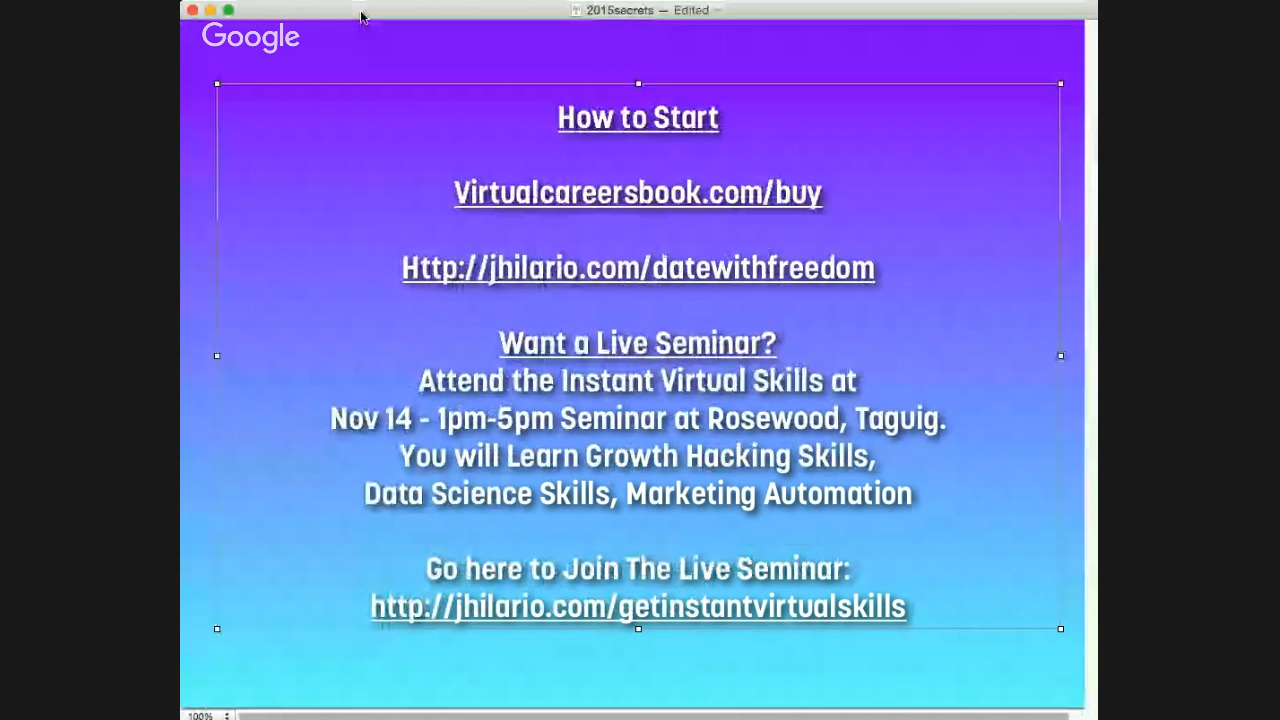 2015secrets — Edited
Google
How to Start
Virtualcareersbook.com/buy
Http://jhilario.com/datewithfreedom
Want a Live Seminar?
Attend the Instant Virtual Skills at
Nov 14 - 1pm-5pm Seminar at Rosewood, Taguig.
You will Learn Growth Hacking Skills,
Data Science Skills, Marketing Automation
Go here to Join The Live Seminar:
http://jhilario.com/getinstantvirtualskills
100%